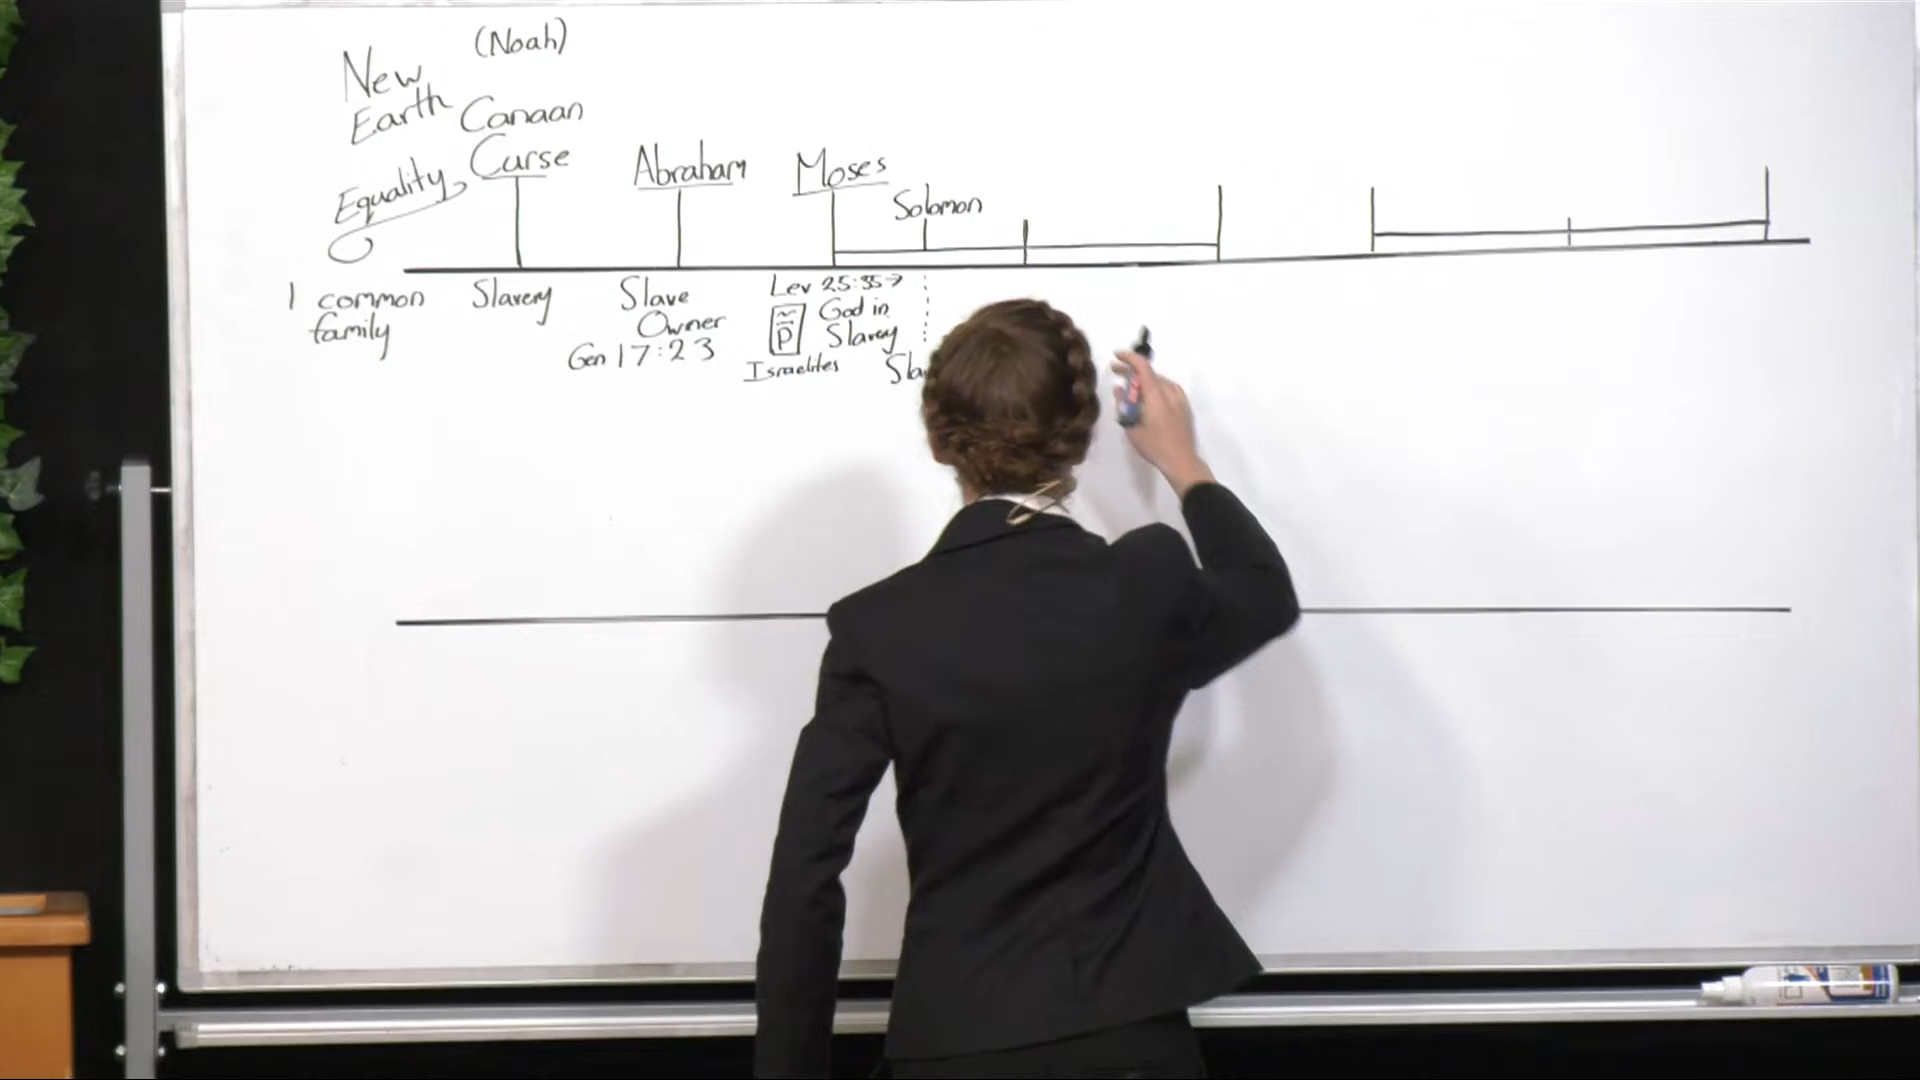 (Noah)
New
Earth
Canaan
Curse
Equality
Abraham
Moses
Solomon
1 common
family
Slavery
Slave
Owner
Gen 17:23
Lev 25:35→
God in
Slavery
P
Israelites